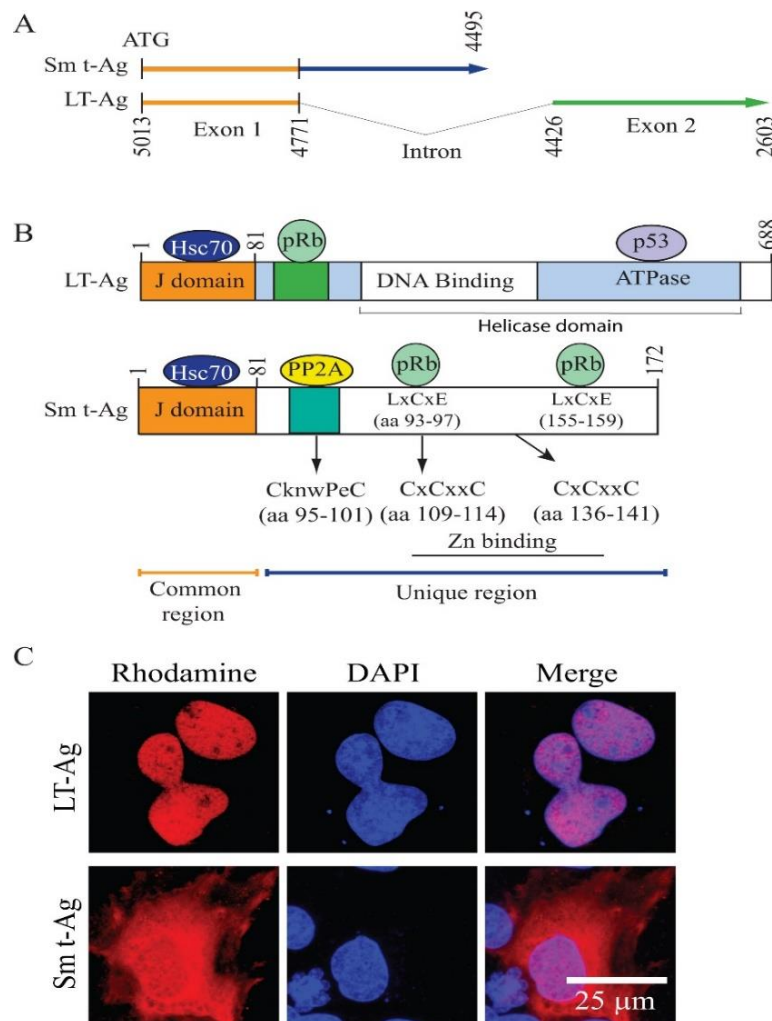 A
ATG
4495
Sm t-Ag
LT-Ag
5013
Exon 1
4771
Intron
4426
Exon 2
2603
B
1
Hsc70
81
pRb
p53
688
LT-Ag
J domain
DNA Binding
ATPase
Helicase domain
1
Hsc70
81
PP2A
pRb
pRb
172
Sm t-Ag
J domain
LxCxE
(aa 93-97)
LxCxE
(155-159)
CknwPeC
(aa 95-101)
CxCxxC
(aa 109-114)
CxCxxC
(aa 136-141)
Zn binding
Common
region
Unique region
C
Rhodamine
DAPI
Merge
LT-Ag
Sm t-Ag
25 µm